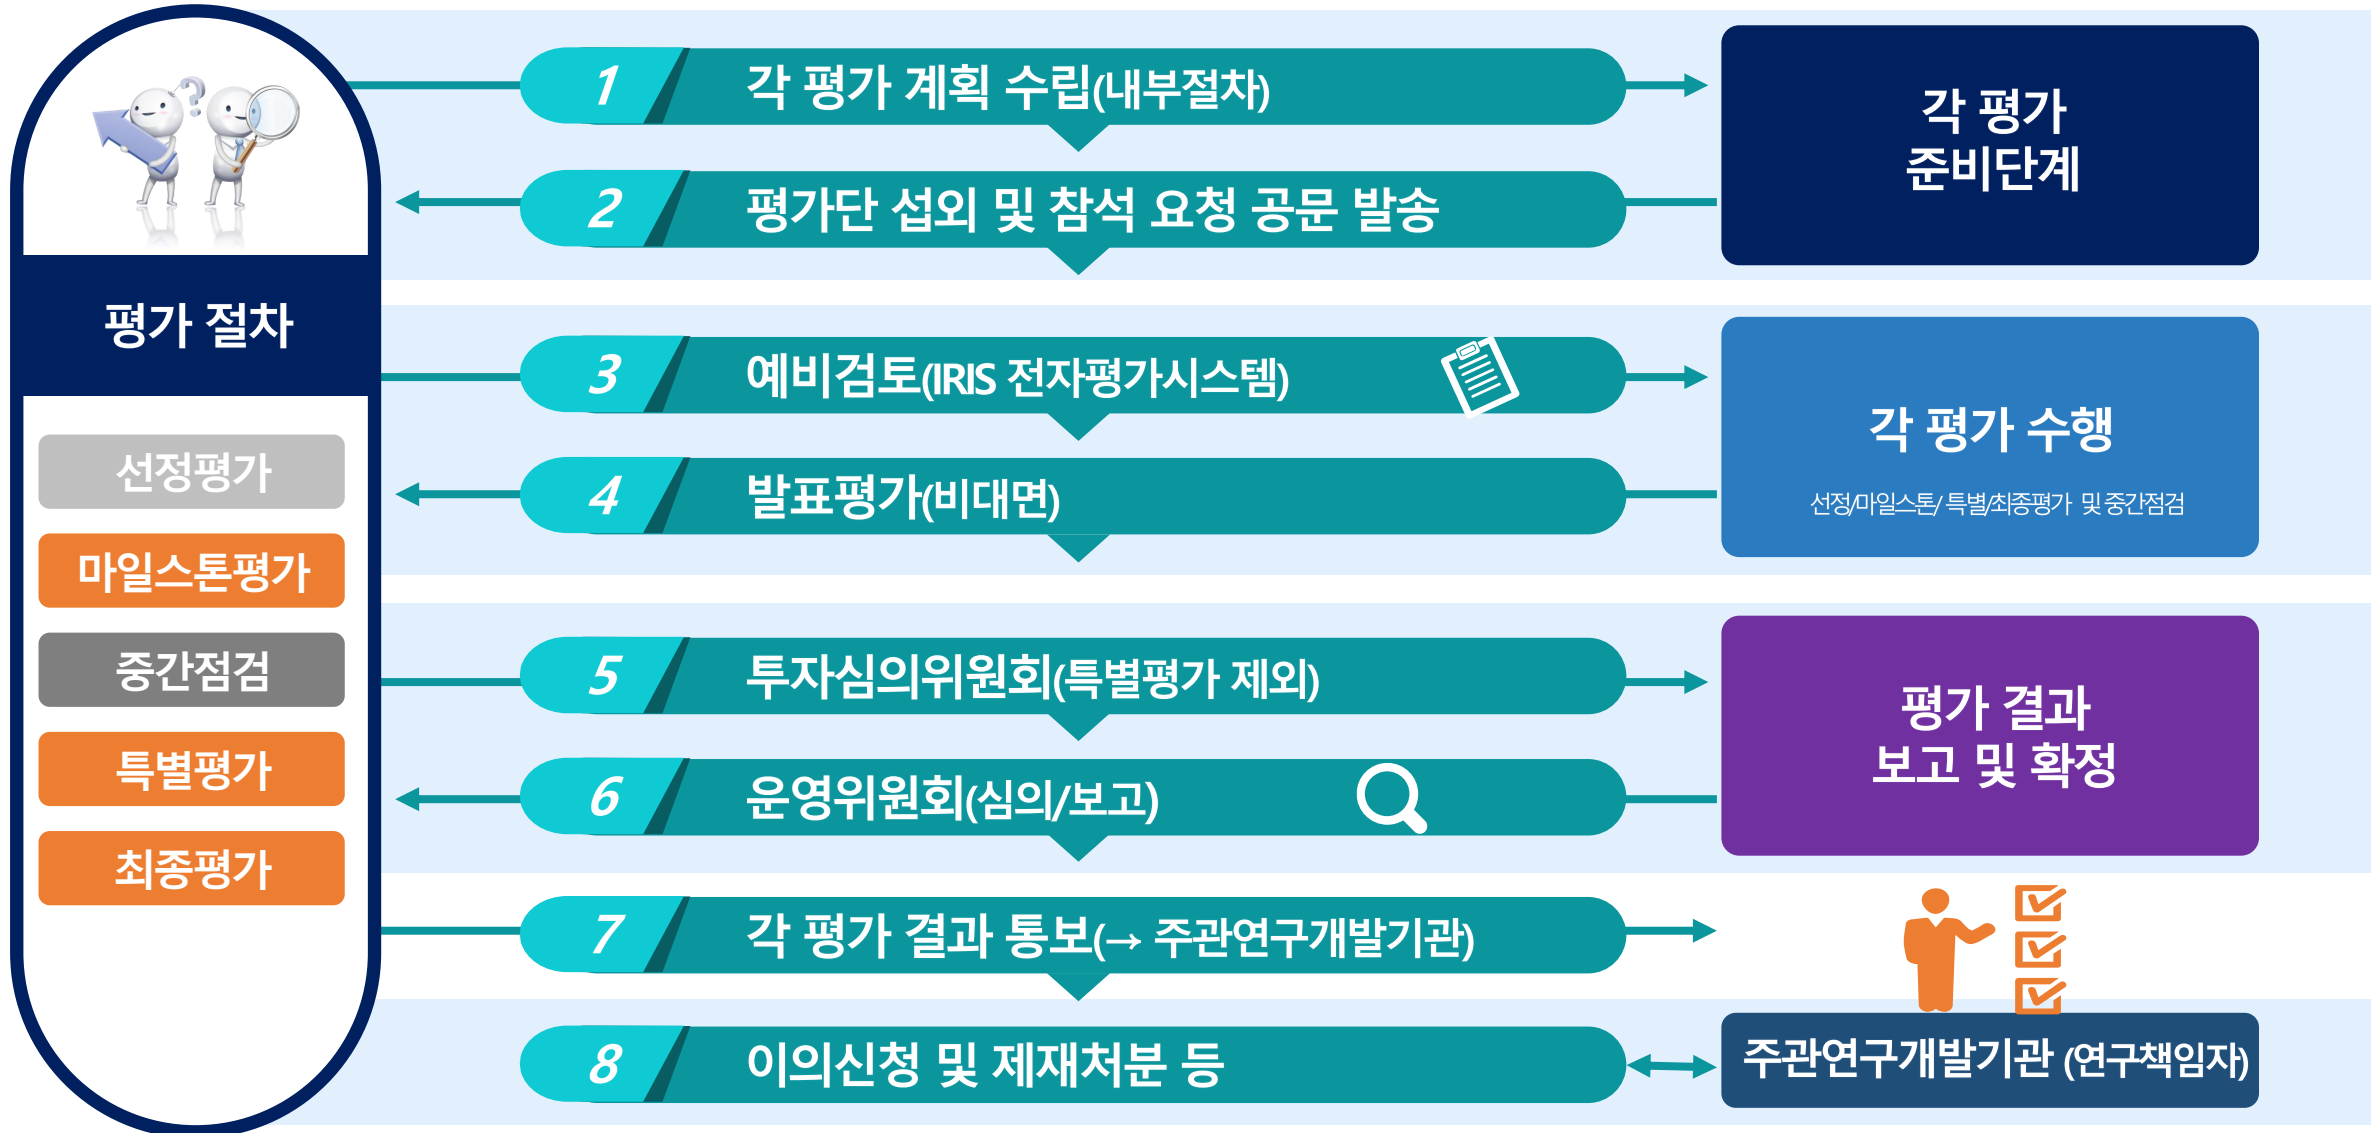 ?
평가 절차
선정평가
마일스톤평가
중간점검
특별평가
최종평가
1 각 평가 계획 수립(내부절차)
2 평가단 섭외 및 참석 요청 공문 발송
각 평가
준비단계
3 예비검토(IRIS 전자평가시스템)
4 발표평가(비대면)
각 평가 수행
선정/마일스톤/ 특별/최종평가 및 중간점검
5 투자심의위원회(특별평가 제외)
6 운영위원회(심의/보고)
평가 결과
보고 및 확정
7 각 평가 결과 통보(→ 주관연구개발기관)
8 이의신청 및 제재처분 등
주관연구개발기관 (연구책임자)